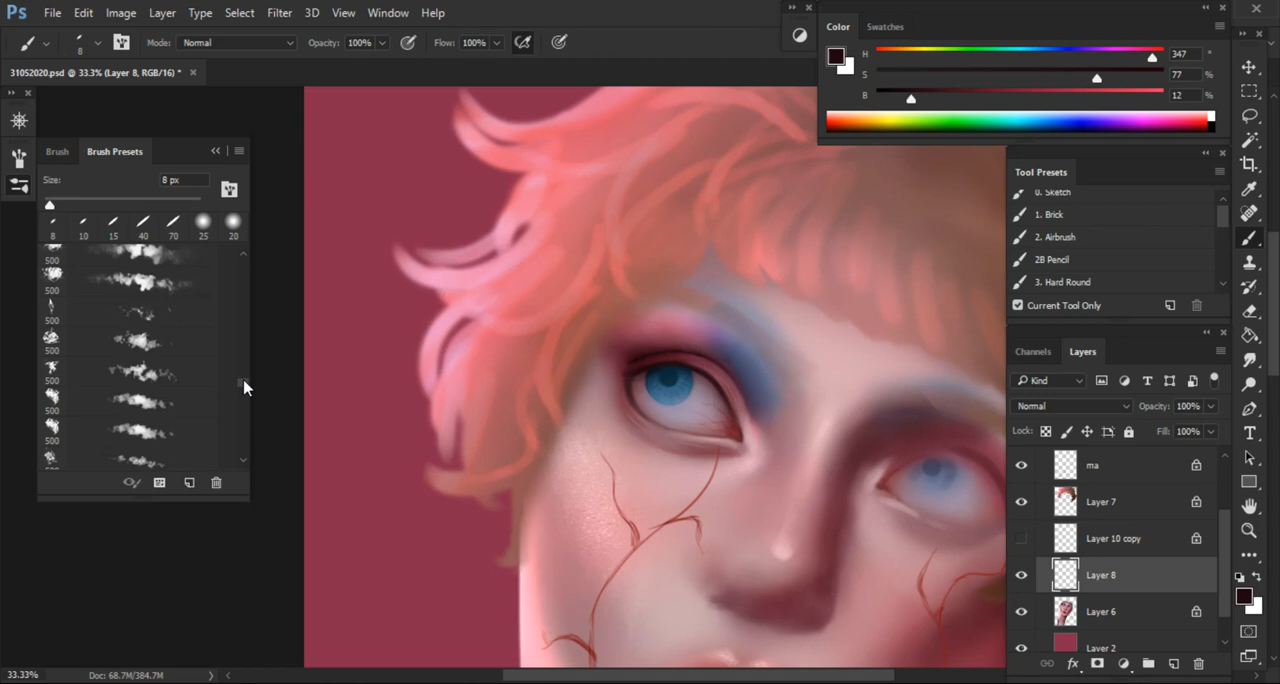 Ps File Edit Image Layer Type Select Filter 3D View Window Help
8 Mode: Normal Opacity: 100% Flow: 100%
31052020.psd @ 33.3% (Layer 8, RGB/16) *
Color Swatches
H 347 °
S 77 %
B 12 %
Brush Brush Presets
Size: 8 px
8 10 15 40 70 25 20
500
500
500
500
500
500
500
Tool Presets
0. Sketch
1. Brick
2. Airbrush
2B Pencil
3. Hard Round
Current Tool Only
Channels Layers
Kind
Normal Opacity: 100%
Lock: Fill: 100%
ma
Layer 7
Layer 10 copy
Layer 8
Layer 6
Layer 2
fx
33.33% Doc: 68.7M/384.7M